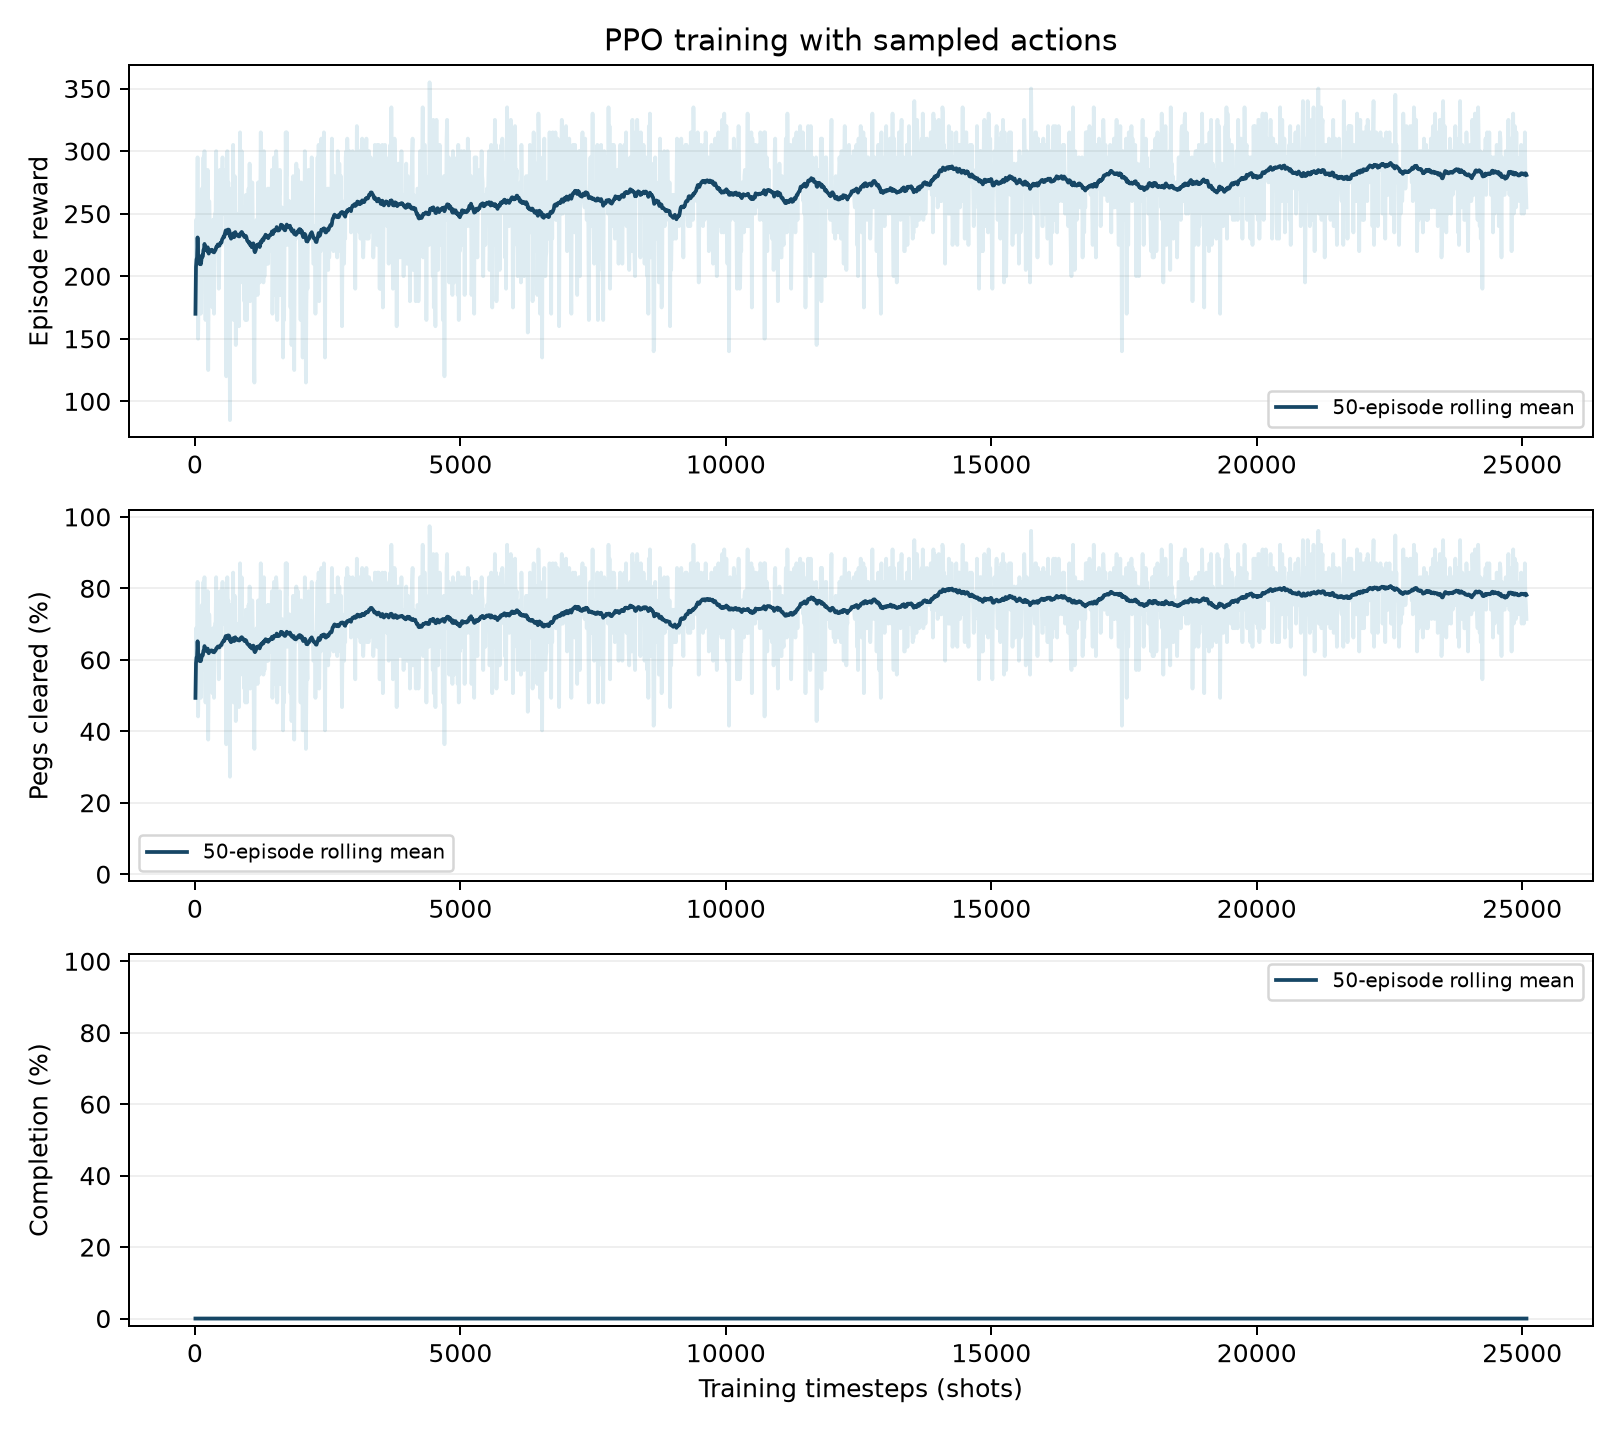 PPO training with sampled actions
Episode reward
350
300
250
200
150
100
50-episode rolling mean
0 5000 10000 15000 20000 25000
Pegs cleared (%)
100
80
60
40
20
0
50-episode rolling mean
0 5000 10000 15000 20000 25000
Completion (%)
100
80
60
40
20
0
50-episode rolling mean
0 5000 10000 15000 20000 25000
Training timesteps (shots)